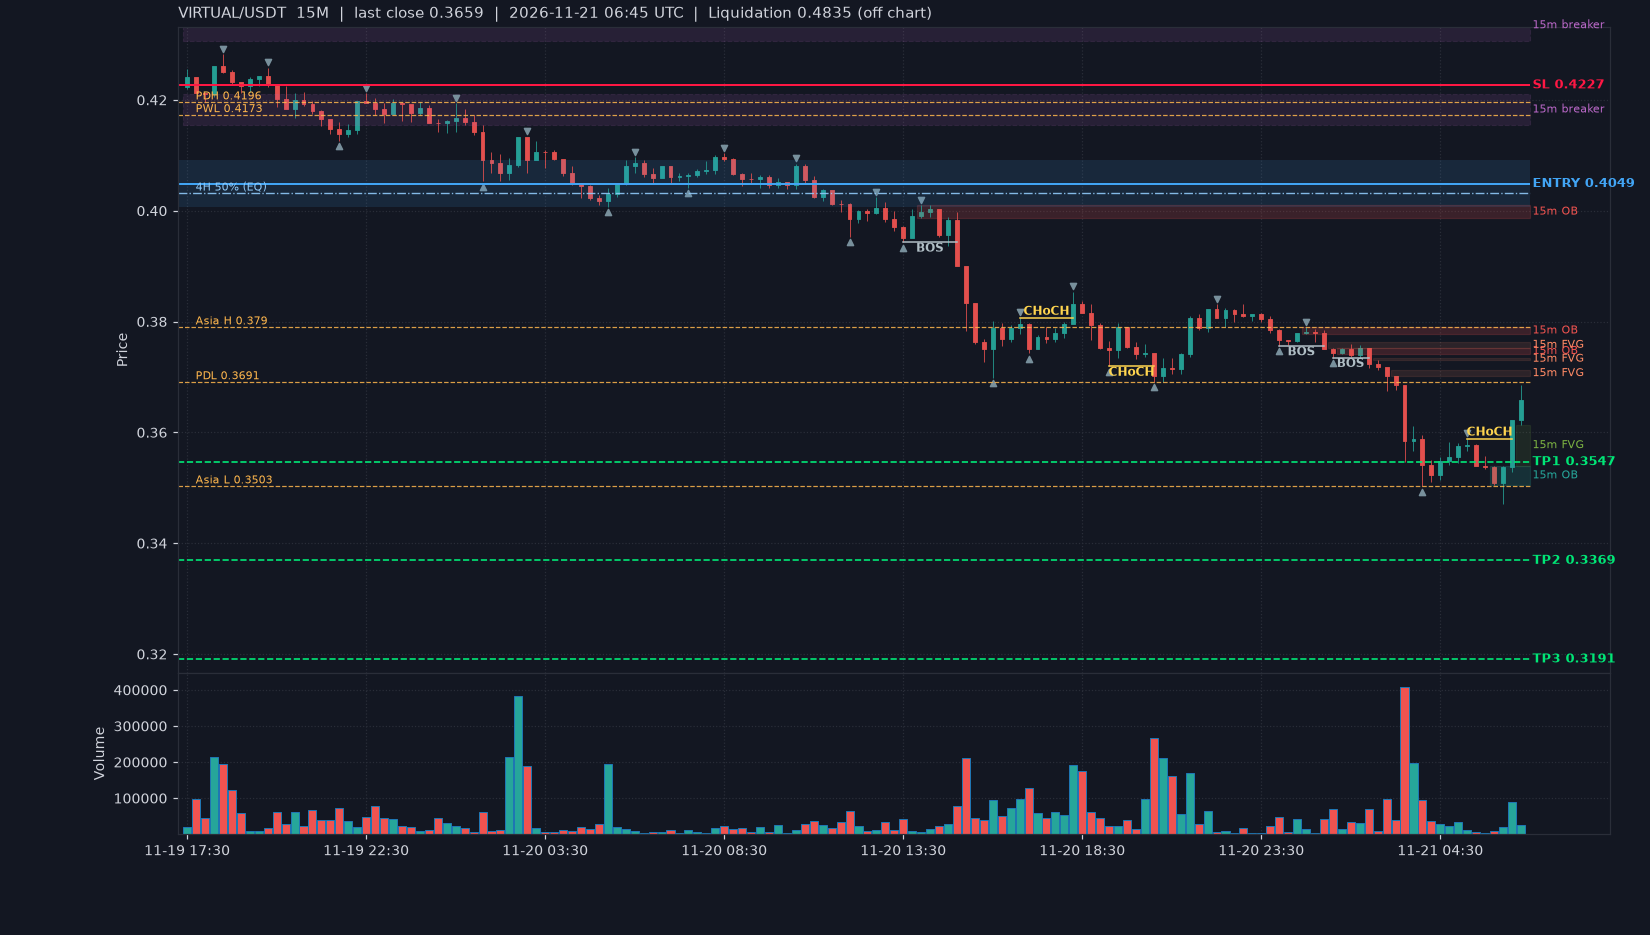 VIRTUAL/USDT  15M  |  last close 0.3659  |  2026-11-21 06:45 UTC  |  Liquidation 0.4835 (off chart)
15m breaker
SL 0.4227
PDH 0.4196
PWL 0.4173
15m breaker
0.42
4H 50% (EQ)
ENTRY 0.4049
0.40
15m OB
BOS
CHoCH
Asia H 0.379
0.38
15m OB
15m FVG
15m OB
15m FVG
BOS
BOS
CHoCH
15m FVG
PDL 0.3691
Price
0.36
CHoCH
15m FVG
TP1 0.3547
15m OB
Asia L 0.3503
0.34
TP2 0.3369
0.32
TP3 0.3191
400000
300000
200000
100000
Volume
11-19 17:30
11-19 22:30
11-20 03:30
11-20 08:30
11-20 13:30
11-20 18:30
11-20 23:30
11-21 04:30